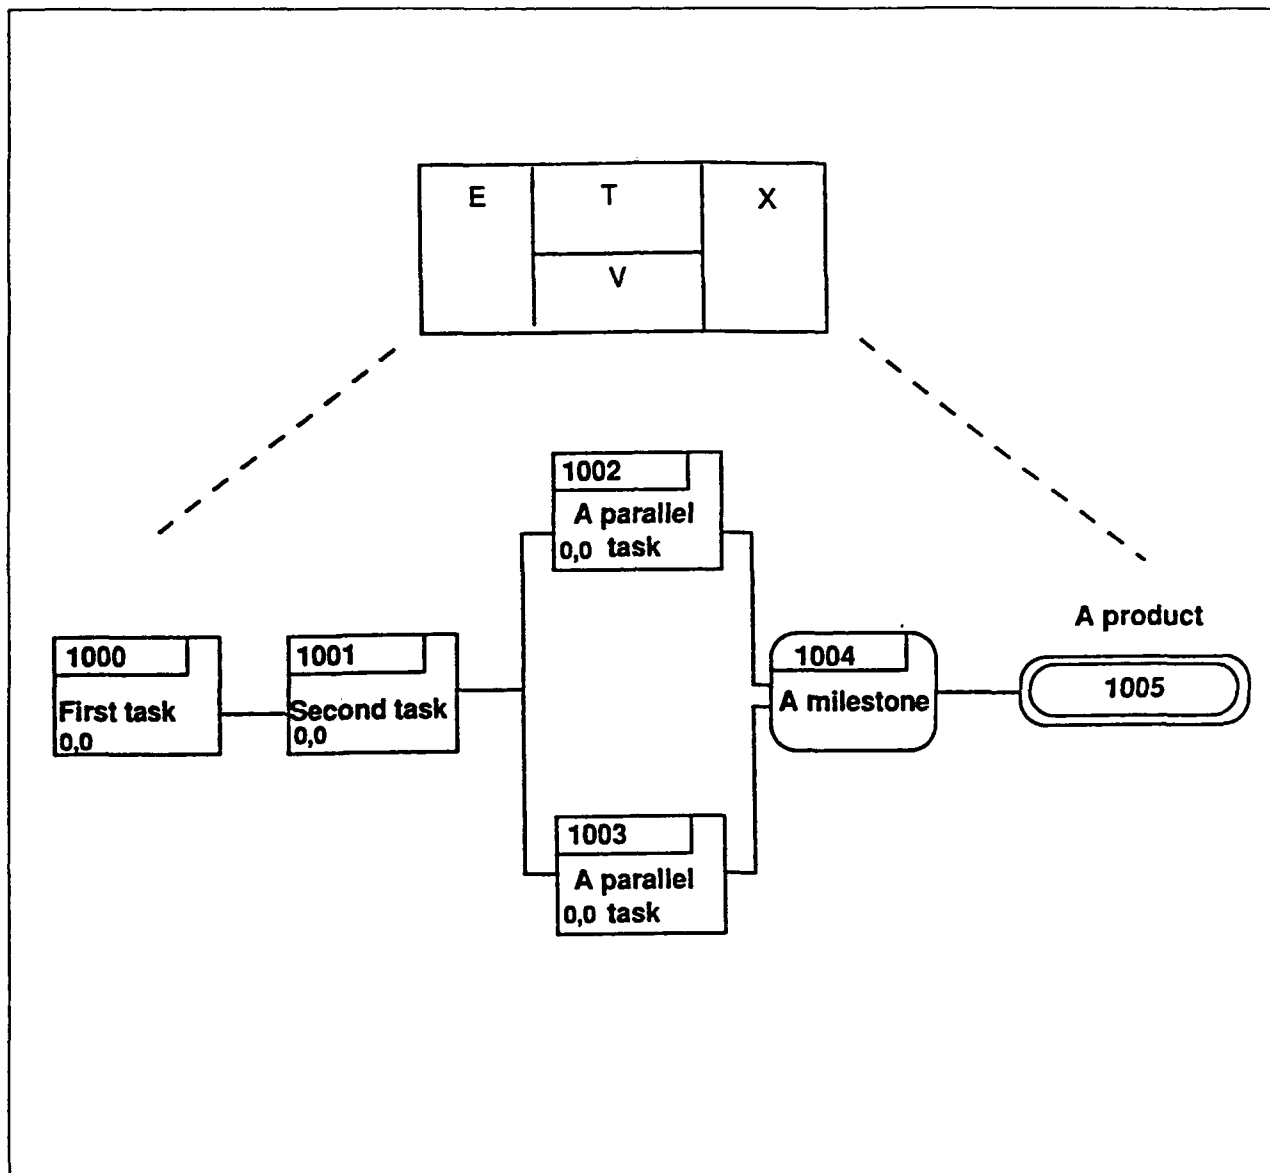 E
T
X
V
1002
A parallel
0,0 task
A product
1000
First task
0,0
1001
Second task
0,0
1004
A milestone
1005
1003
A parallel
0,0 task